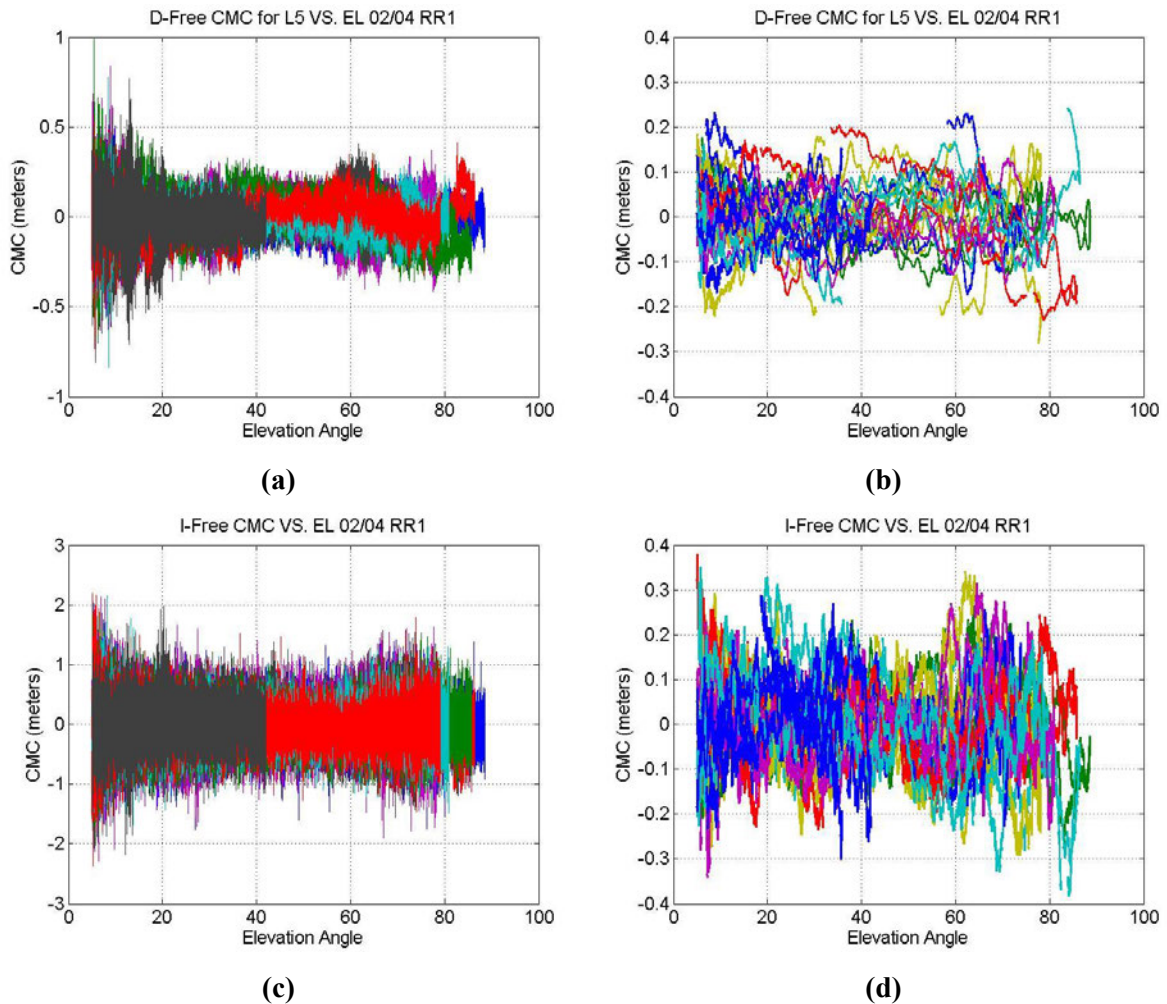 D-Free CMC for L5 VS. EL 02/04 RR1
1
0.5
0
-0.5
-1
CMC (meters)
0 20 40 60 80 100
Elevation Angle
(a)
D-Free CMC for L5 VS. EL 02/04 RR1
0.4
0.3
0.2
0.1
0
-0.1
-0.2
-0.3
-0.4
CMC (meters)
0 20 40 60 80 100
Elevation Angle
(b)
I-Free CMC VS. EL 02/04 RR1
3
2
1
0
-1
-2
-3
CMC (meters)
0 20 40 60 80 100
Elevation Angle
(c)
I-Free CMC VS. EL 02/04 RR1
0.4
0.3
0.2
0.1
0
-0.1
-0.2
-0.3
-0.4
CMC (meters)
0 20 40 60 80 100
Elevation Angle
(d)